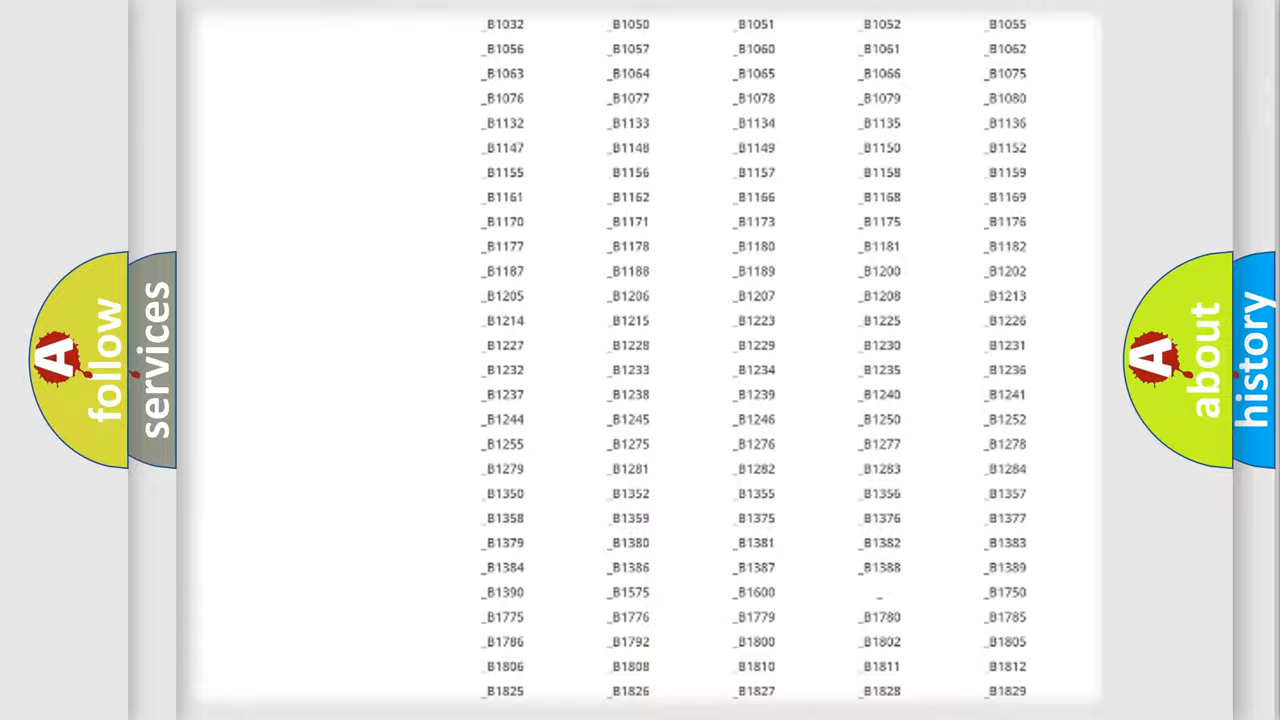 _B1032 _B1050 _B1051 _B1052 _B1055
_B1056 _B1057 _B1060 _B1061 _B1062
_B1063 _B1064 _B1065 _B1066 _B1075
_B1076 _B1077 _B1078 _B1079 _B1080
_B1132 _B1133 _B1134 _B1135 _B1136
_B1147 _B1148 _B1149 _B1150 _B1152
_B1155 _B1156 _B1157 _B1158 _B1159
_B1161 _B1162 _B1166 _B1168 _B1169
_B1170 _B1171 _B1173 _B1175 _B1176
_B1177 _B1178 _B1180 _B1181 _B1182
_B1187 _B1188 _B1189 _B1200 _B1202
_B1205 _B1206 _B1207 _B1208 _B1213
_B1214 _B1215 _B1223 _B1225 _B1226
_B1227 _B1228 _B1229 _B1230 _B1231
_B1232 _B1233 _B1234 _B1235 _B1236
_B1237 _B1238 _B1239 _B1240 _B1241
_B1244 _B1245 _B1246 _B1250 _B1252
_B1255 _B1275 _B1276 _B1277 _B1278
_B1279 _B1281 _B1282 _B1283 _B1284
_B1350 _B1352 _B1355 _B1356 _B1357
_B1358 _B1359 _B1375 _B1376 _B1377
_B1379 _B1380 _B1381 _B1382 _B1383
_B1384 _B1386 _B1387 _B1388 _B1389
_B1390 _B1575 _B1600 _ _B1750
_B1775 _B1776 _B1779 _B1780 _B1785
_B1786 _B1792 _B1800 _B1802 _B1805
_B1806 _B1808 _B1810 _B1811 _B1812
_B1825 _B1826 _B1827 _B1828 _B1829
A
follow
services
A
about
history